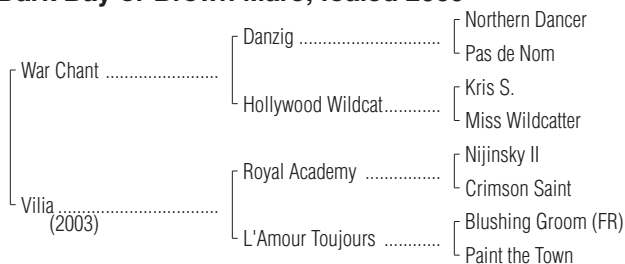 Dark Bay or Brown Mare; foaled
Northern Dancer
Danzig ..............................
Pas de Nom
War Chant ........................
Kris S.
Hollywood Wildcat............
Miss Wildcatter
Nijinsky II
Royal Academy ................
Crimson Saint
Vilia ..................................
(2003)
Blushing Groom (FR)
L'Amour Toujours ............
Paint the Town